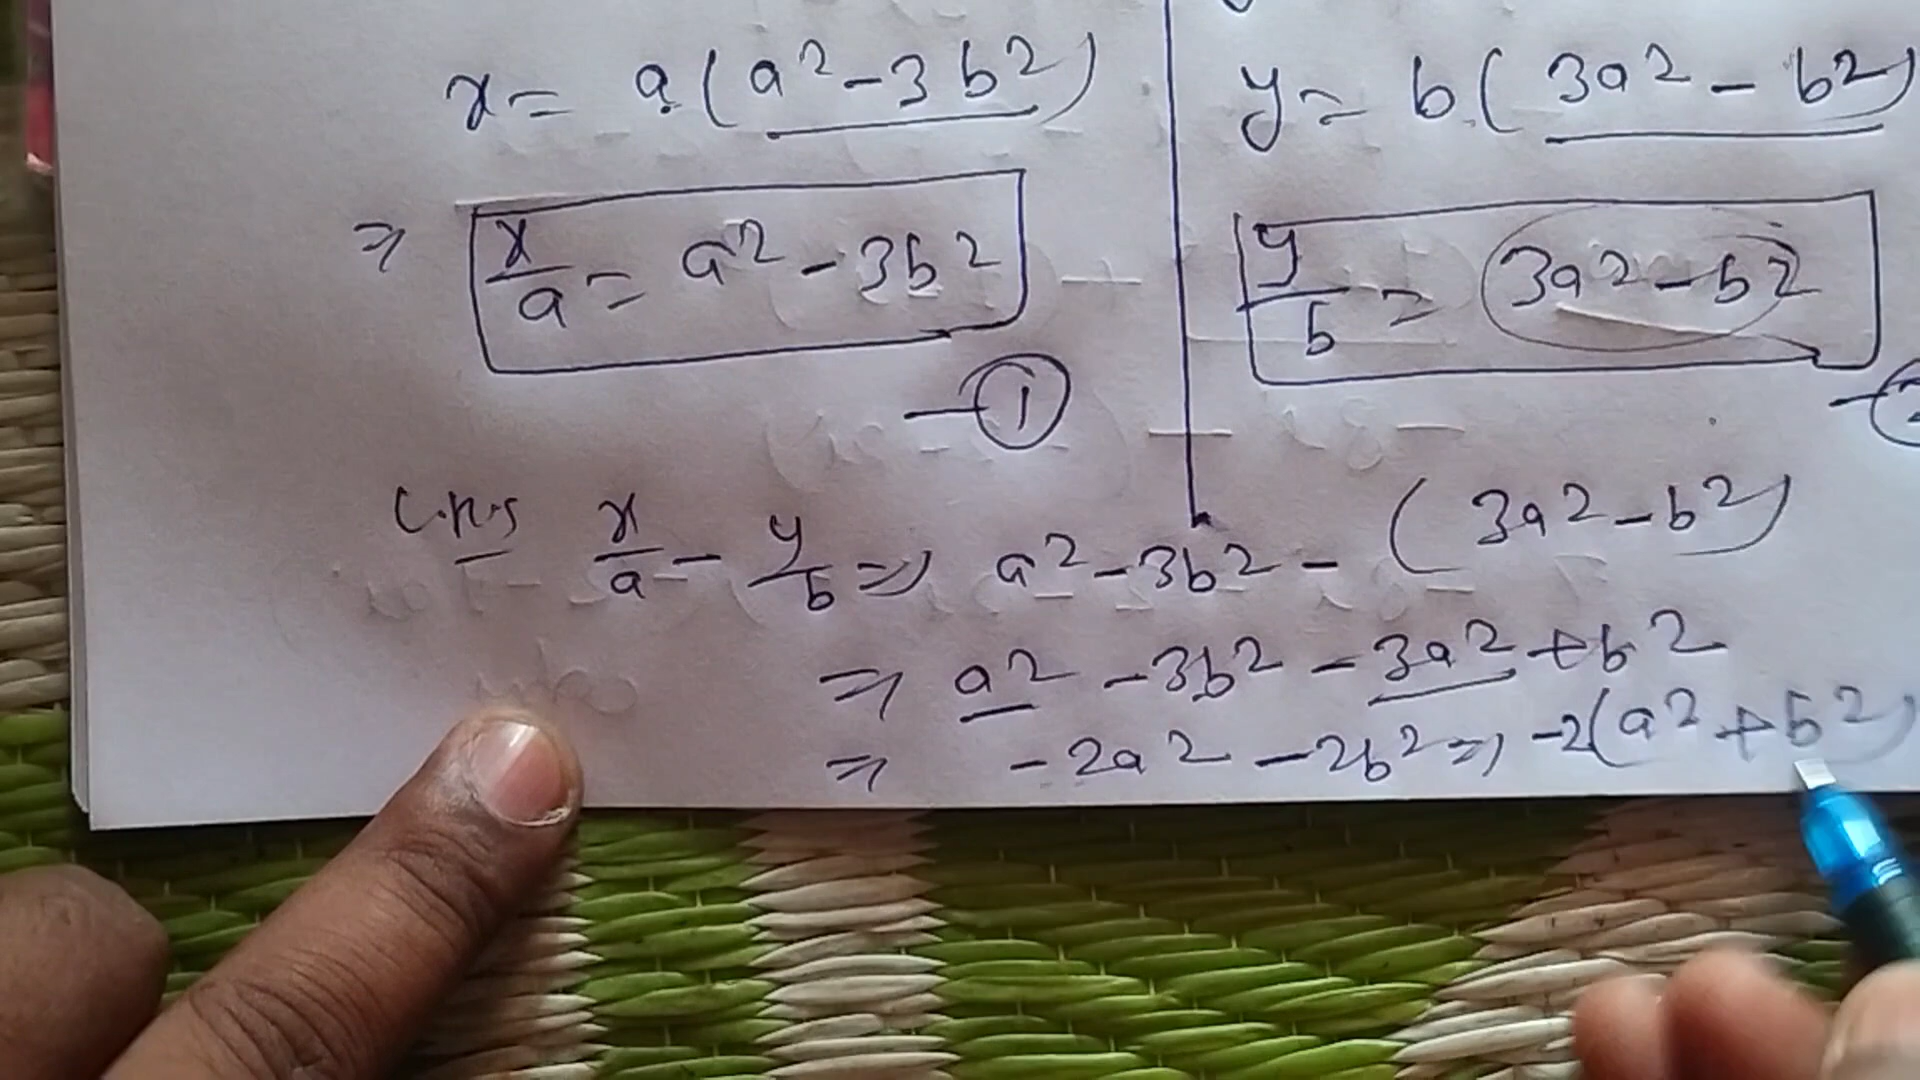 x = a(a² - 3b²)
y = b(3a² - b²)
⇒ x/a = a² - 3b²
—①
y/b = 3a² - b²
L.H.S x/a - y/b ⇒ a² - 3b² - (3a² - b²)
⇒ a² - 3b² - 3a² + b²
⇒ -2a² - 2b² ⇒ -2(a² + b²)